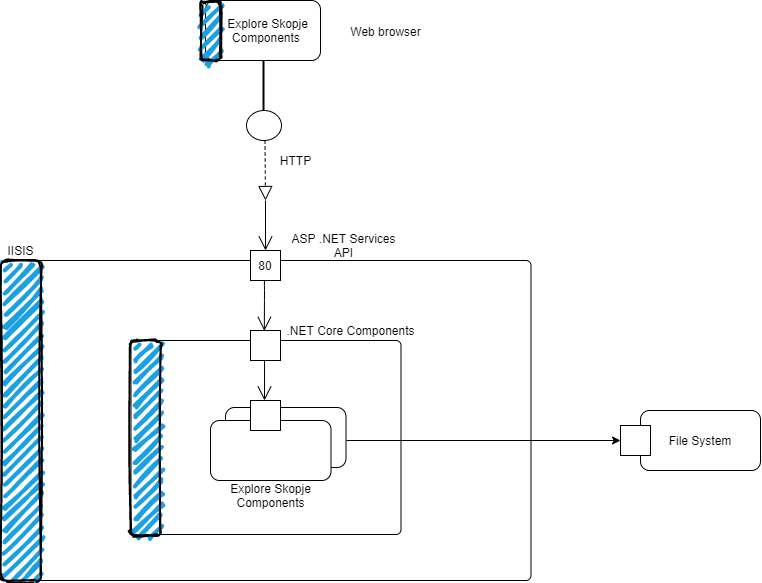 Explore Skopje
Components
Web browser
HTTP
ASP .NET Services
API
IISIS
80
.NET Core Components
File System
Explore Skopje
Components